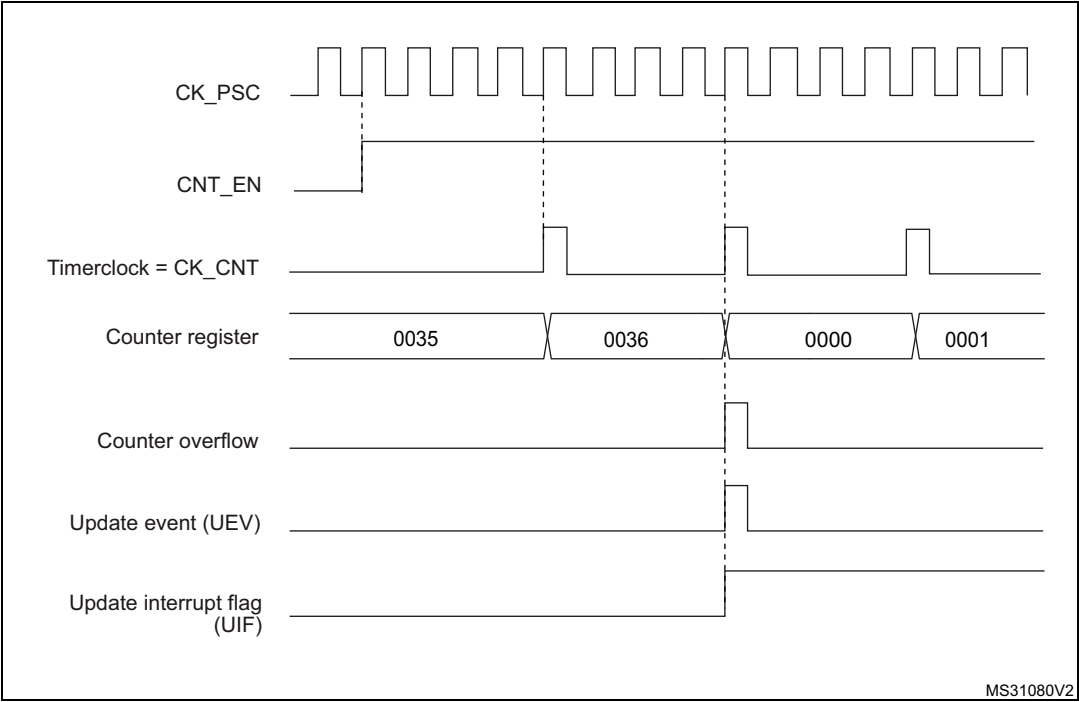 CK_PSC
CNT_EN
Timerclock = CK_CNT
Counter register 0035 0036 0000 0001
Counter overflow
Update event (UEV)
Update interrupt flag
(UIF)
MS31080V2